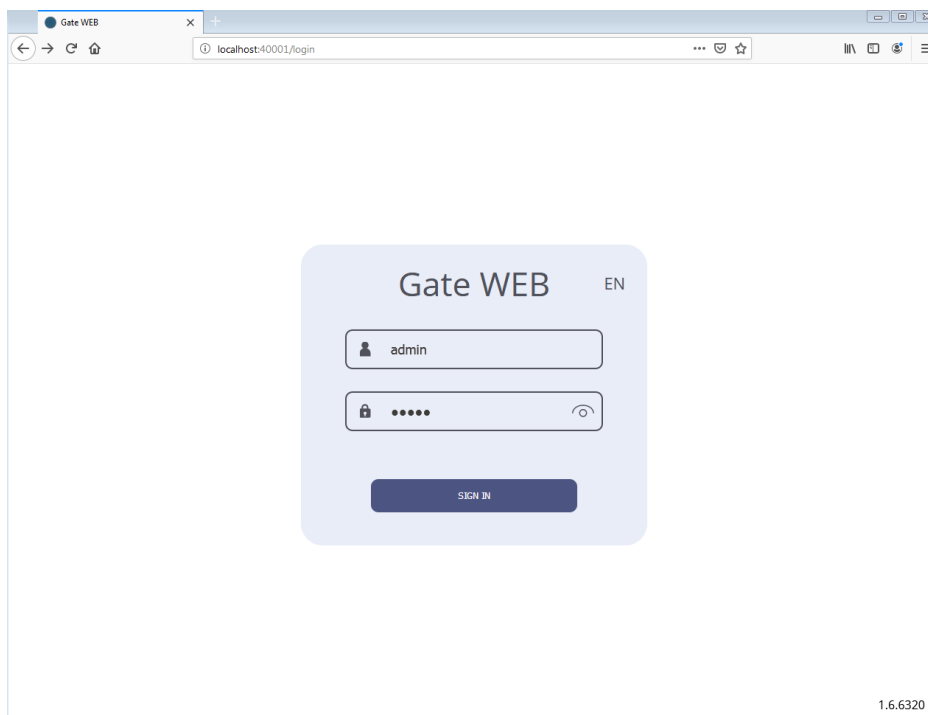 Gate WEB
localhost:40001/login
Gate WEB EN
admin
•••••
SIGN IN
1.6.6320